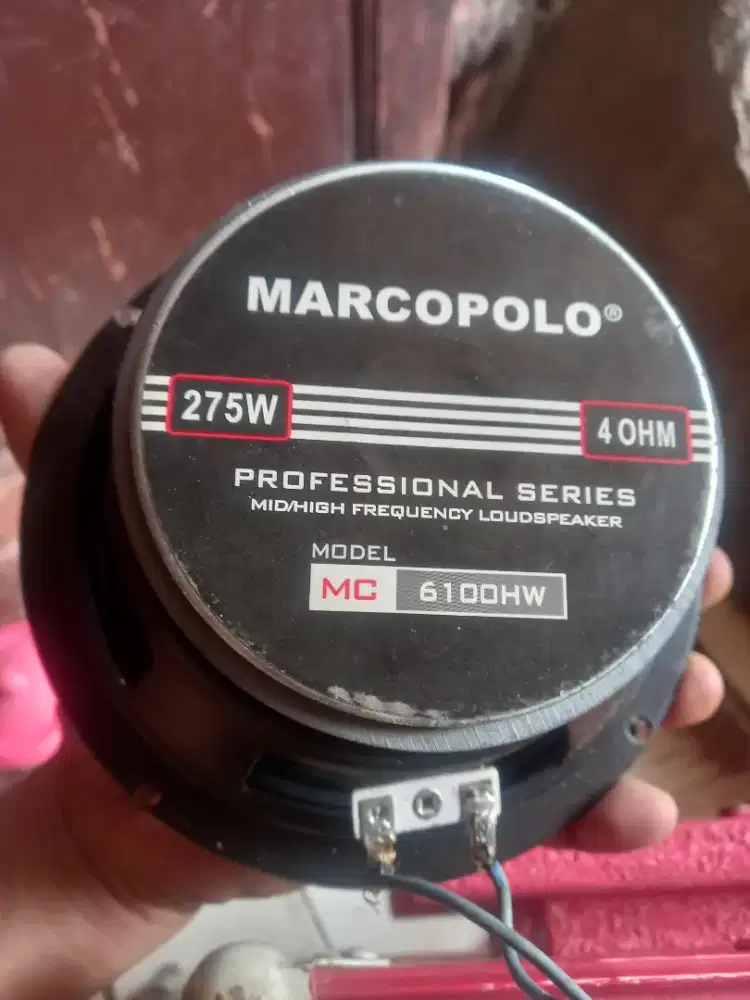 MARCOPOLO®
275W 4 OHM
PROFESSIONAL SERIES
MID/HIGH FREQUENCY LOUDSPEAKER
MODEL
MC 6100HW